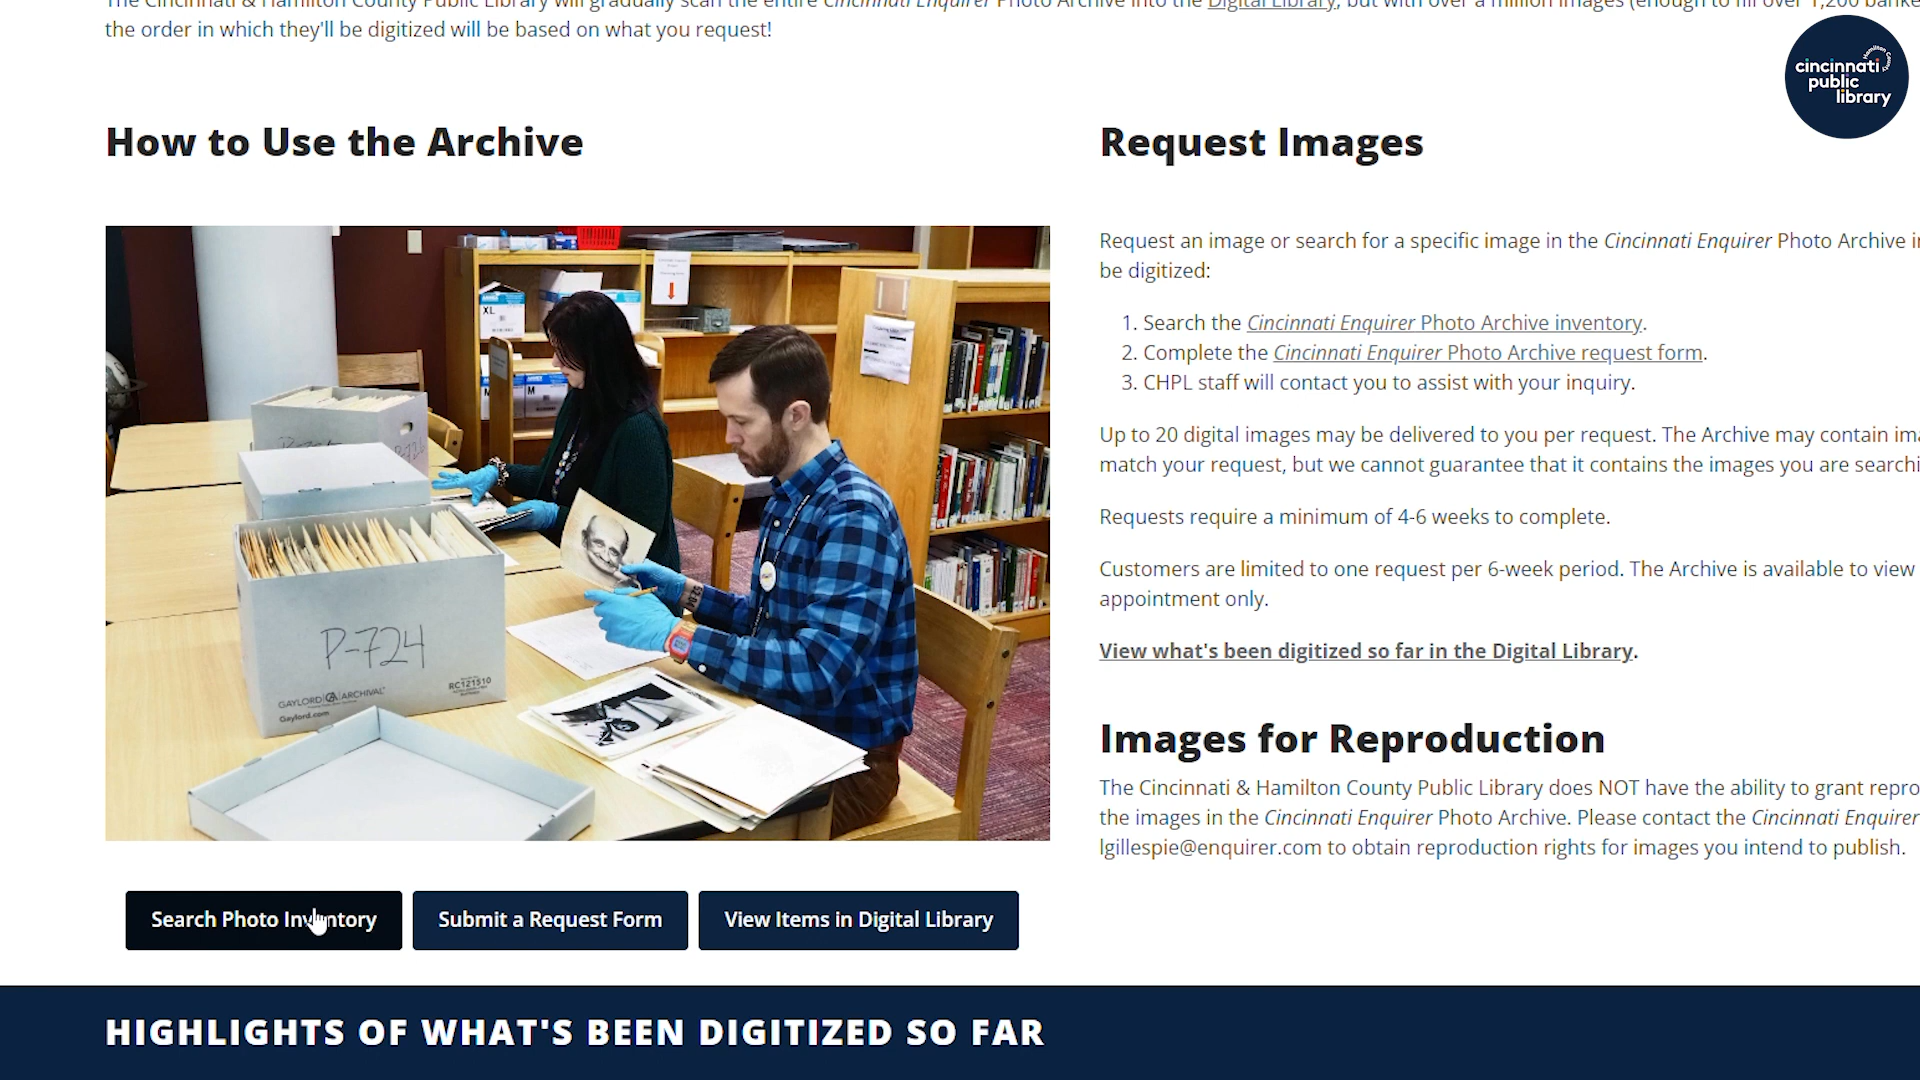 The Cincinnati & Hamilton County Public Library will gradually scan the entire Cincinnati Enquirer Photo Archive into the Digital Library, but with over a million images (enough to fill over 1,200
the order in which they'll be digitized will be based on what you request!
Hamilton County
cincinnati
public
library
How to Use the Archive
XL
M
M
P-724
GAYLORD ARCHIVAL
Gaylord.com
RC121510
Search Photo Inventory
Submit a Request Form
View Items in Digital Library
Request Images
Request an image or search for a specific image in the Cincinnati Enquirer Photo Archive
be digitized:
1. Search the Cincinnati Enquirer Photo Archive inventory.
2. Complete the Cincinnati Enquirer Photo Archive request form.
3. CHPL staff will contact you to assist with your inquiry.
Up to 20 digital images may be delivered to you per request. The Archive may contain
match your request, but we cannot guarantee that it contains the images you are
Requests require a minimum of 4-6 weeks to complete.
Customers are limited to one request per 6-week period. The Archive is available to view
appointment only.
View what's been digitized so far in the Digital Library.
Images for Reproduction
The Cincinnati & Hamilton County Public Library does NOT have the ability to grant
the images in the Cincinnati Enquirer Photo Archive. Please contact the Cincinnati Enquirer
lgillespie@enquirer.com to obtain reproduction rights for images you intend to publish.
HIGHLIGHTS OF WHAT'S BEEN DIGITIZED SO FAR